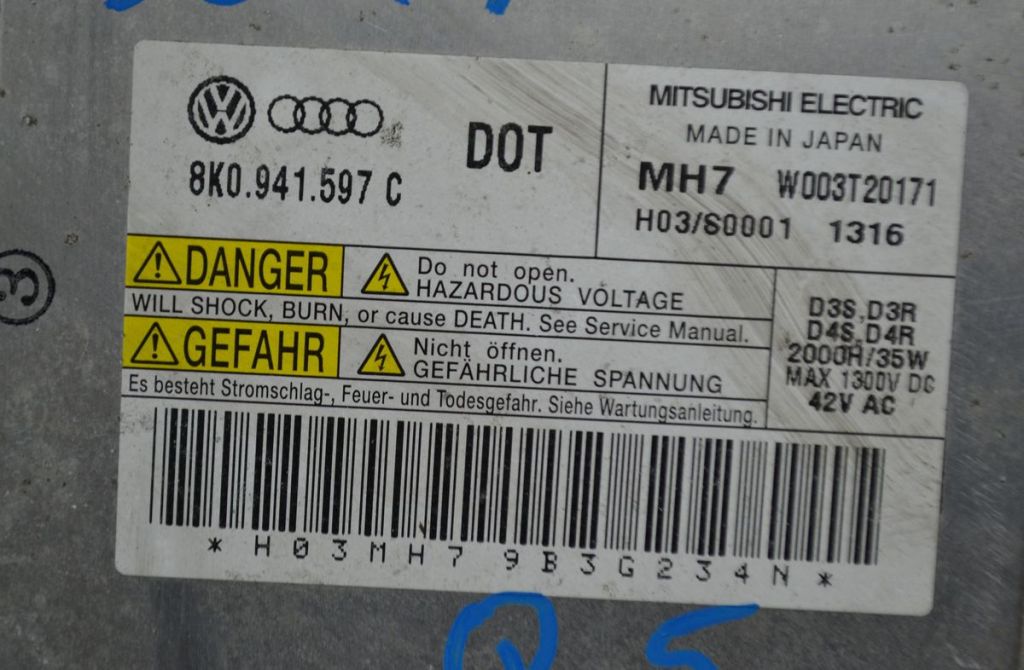 8K0.941.597 C
DOT
MITSUBISHI ELECTRIC
MADE IN JAPAN
MH7 W003T20171
H03/S0001 1316
DANGER
Do not open.
HAZARDOUS VOLTAGE
WILL SHOCK, BURN, or cause DEATH. See Service Manual.
GEFAHR
Nicht öffnen.
GEFÄHRLICHE SPANNUNG
Es besteht Stromschlag-, Feuer- und Todesgefahr. Siehe Wartungsanleitung.
D3S,D3R
D4S,D4R
2000H/35W
MAX 1300V DC
42V AC
*H03MH79B3G234N*
Q5